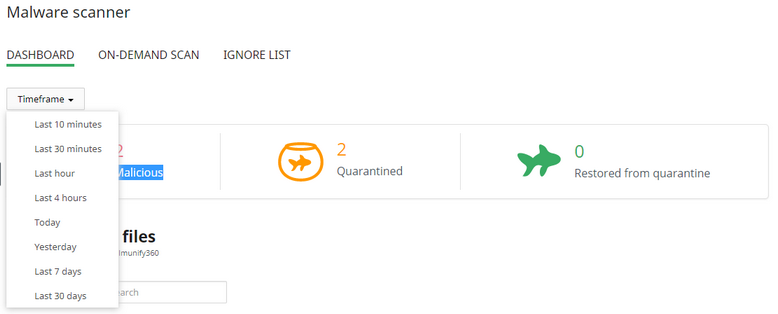 Malware scanner
DASHBOARD ON-DEMAND SCAN IGNORE LIST
Timeframe
Last 10 minutes
Last 30 minutes
Last hour
Last 4 hours
Today
Yesterday
Last 7 days
Last 30 days
2
Malicious
2
Quarantined
0
Restored from quarantine
files
Imunify360
earch